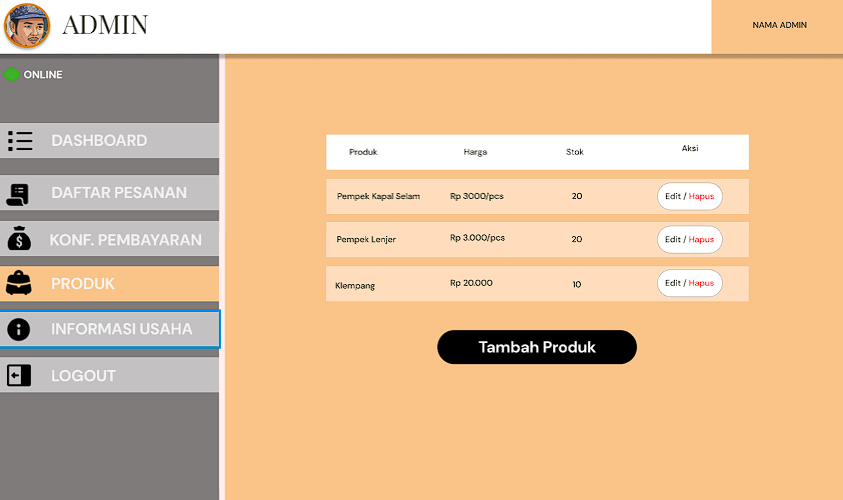 ADMIN
NAMA ADMIN
ONLINE
DASHBOARD
DAFTAR PESANAN
KONF. PEMBAYARAN
PRODUK
INFORMASI USAHA
LOGOUT
Produk Harga Stok Aksi
Pempek Kapal Selam Rp 3000/pcs 20 Edit / Hapus
Pempek Lenjer Rp 3.000/pcs 20 Edit / Hapus
Klempang Rp 20.000 10 Edit / Hapus
Tambah Produk